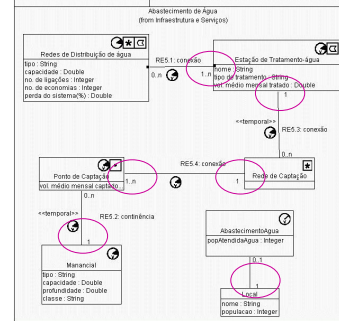 Abastecimento de Água
(from Infraestrutura e Serviços)
Redes de Distribuição de água
tipo : String
capacidade : Double
no. de ligações : Integer
no. de economias : Integer
perda do sistema(%) : Double
RE5.1: conexão
0..n
1..n
Estação de Tratamento-água
nome : String
tipo de tratamento : String
vol. médio mensal tratado : Double
1
<<temporal>>
RE5.3: conexão
0..n
Ponto de Captação
vol. médio mensal captado...
1..n
RE5.4: conexão
1
Rede de Captação
0..n
<<temporal>>
RE5.2: continência
1
Manancial
tipo : String
capacidade : Double
profundidade : Double
classe : String
AbastecimentoAgua
popAtendidaAgua : Integer
0..1
1
Local
nome : String
populacao : Integer